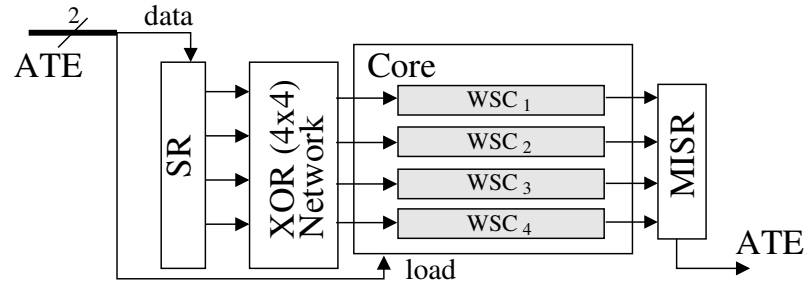 2
data
ATE
SR
XOR (4x4)
Network
Core
WSC 1
WSC 2
WSC 3
WSC 4
MISR
ATE
load